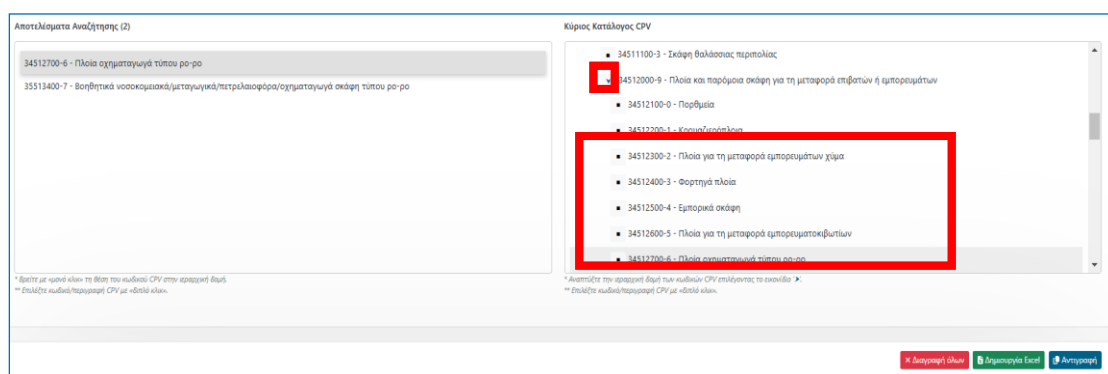 Αποτελέσματα Αναζήτησης (2)
34512700-6 - Πλοία οχηματαγωγά τύπου ρο-ρο
35513400-7 - Βοηθητικά νοσοκομειακά/μεταγωγικά/πετρελαιοφόρα/οχηματαγωγά σκάφη τύπου ρο-ρο
* Βρείτε με «μονό κλικ» τη θέση του κωδικού CPV στην ιεραρχική δομή.
** Επιλέξτε κωδικό/περιγραφή CPV με «διπλό κλικ».
Κύριος Κατάλογος CPV
34511100-3 - Σκάφη θαλάσσιας περιπολίας
34512000-9 - Πλοία και παρόμοια σκάφη για τη μεταφορά επιβατών ή εμπορευμάτων
34512100-0 - Πορθμεία
34512200-1 - Κρουαζιερόπλοια
34512300-2 - Πλοία για τη μεταφορά εμπορευμάτων χύμα
34512400-3 - Φορτηγά πλοία
34512500-4 - Εμπορικά σκάφη
34512600-5 - Πλοία για τη μεταφορά εμπορευματοκιβωτίων
34512700-6 - Πλοία οχηματαγωγά τύπου ρο-ρο
* Αναπτύξτε την ιεραρχική δομή των κωδικών CPV επιλέγοντας το εικονίδιο '➤'.
** Επιλέξτε κωδικό/περιγραφή CPV με «διπλό κλικ».
× Διαγραφή όλων
Δημιουργία Excel
Αντιγραφή